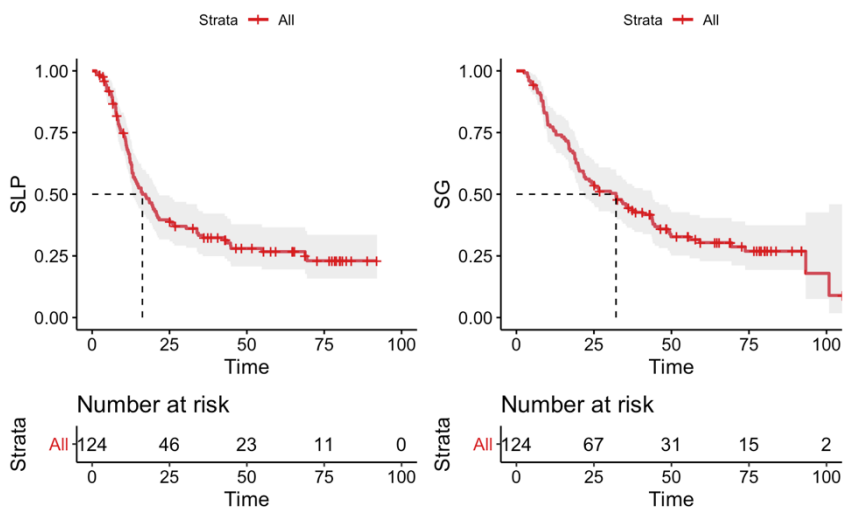 Strata All
SLP
1.00
0.75
0.50
0.25
0.00
0 25 50 75 100
Time
Number at risk
Strata
All 124 46 23 11 0
0 25 50 75 100
Time
Strata All
SG
1.00
0.75
0.50
0.25
0.00
0 25 50 75 100
Time
Number at risk
Strata
All 124 67 31 15 2
0 25 50 75 100
Time